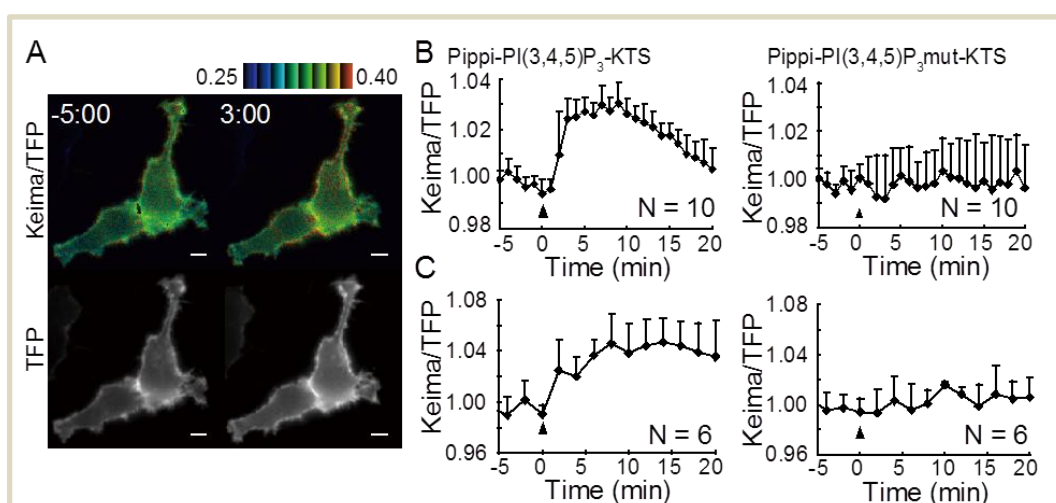 A
0.25
0.40
-5:00
3:00
Keima/TFP
TFP
B
Pippi-PI(3,4,5)P3-KTS
Keima/TFP
1.04
1.02
1.00
0.98
N = 10
-5 0 5 10 15 20
Time (min)
Pippi-PI(3,4,5)P3mut-KTS
Keima/TFP
1.04
1.02
1.00
0.98
N = 10
-5 0 5 10 15 20
Time (min)
C
Keima/TFP
1.08
1.04
1.00
0.96
N = 6
-5 0 5 10 15 20
Time (min)
Keima/TFP
1.08
1.04
1.00
0.96
N = 6
-5 0 5 10 15 20
Time (min)